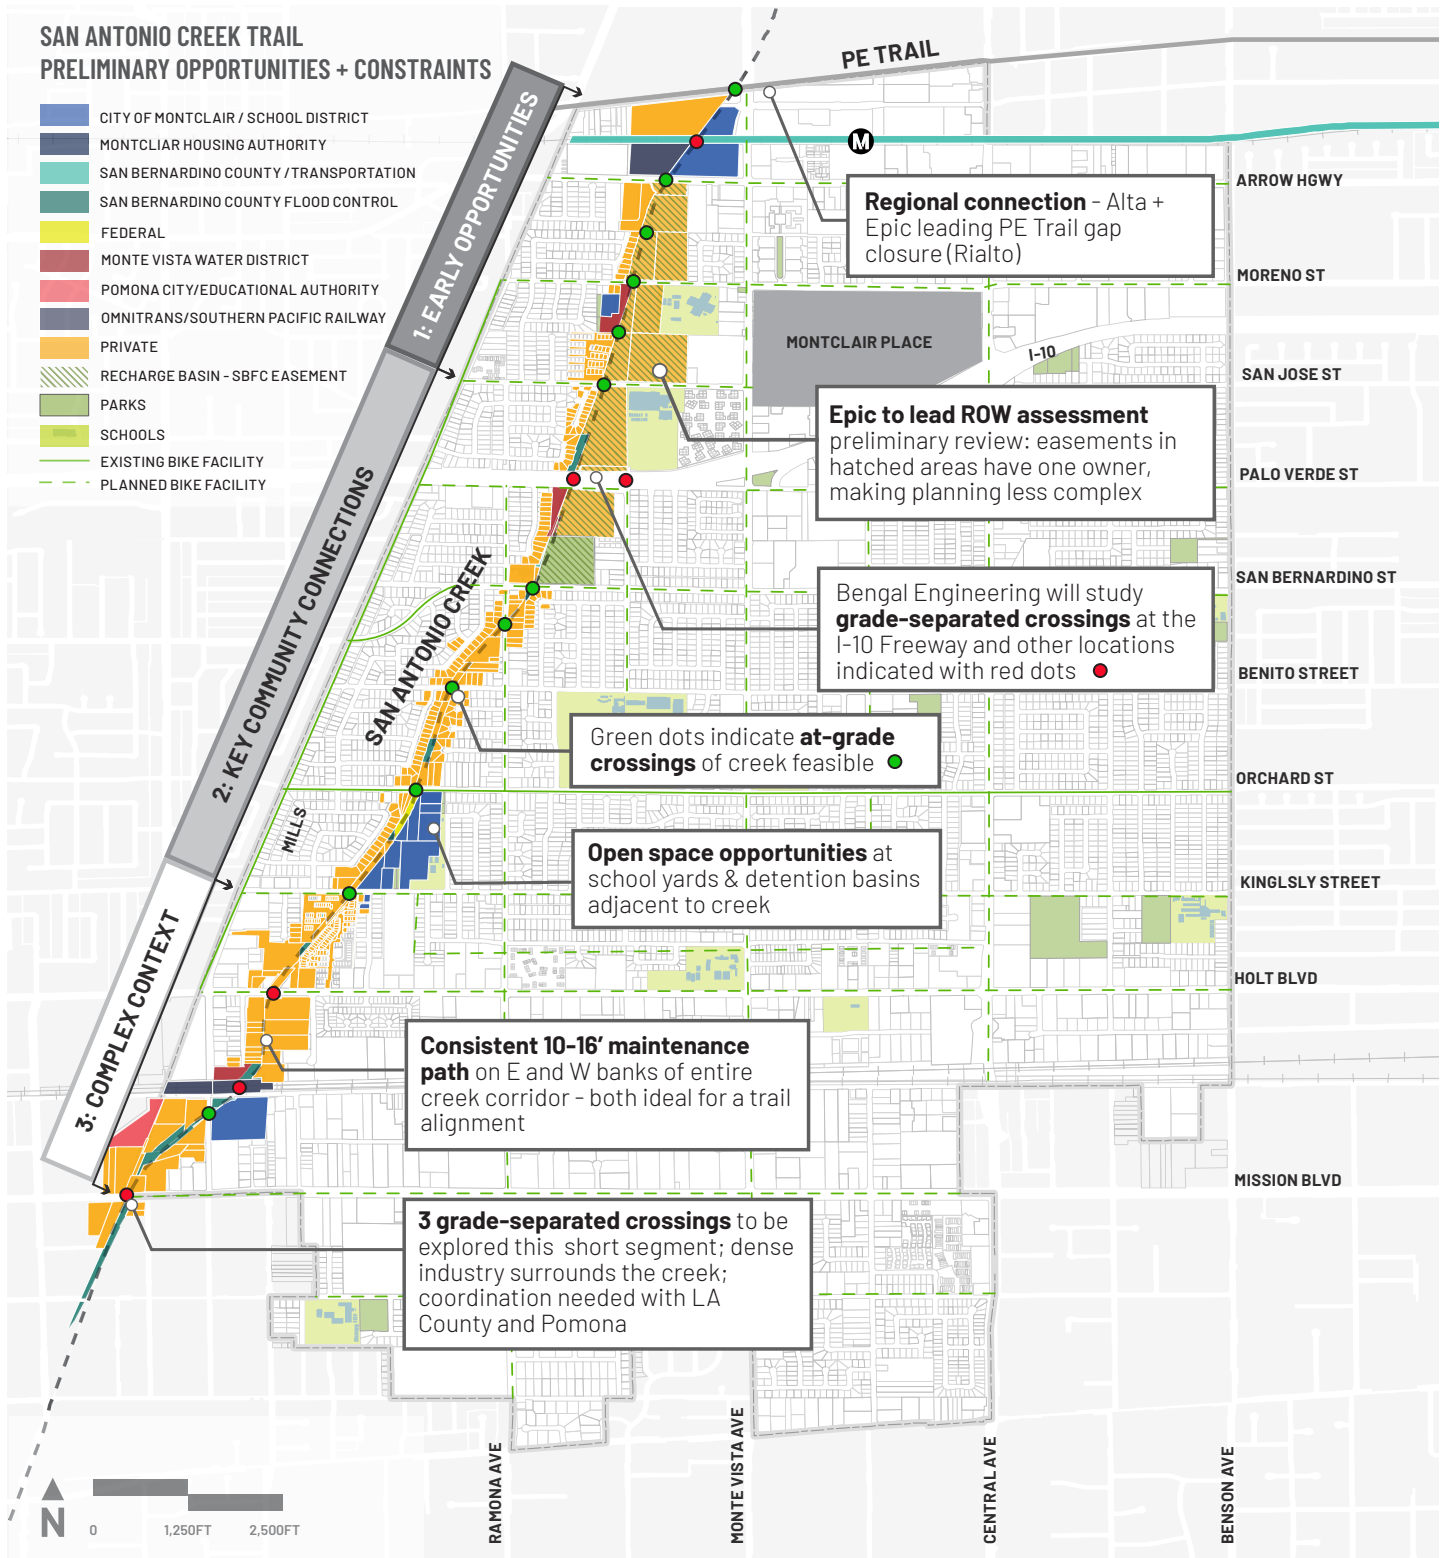 SAN ANTONIO CREEK TRAIL
PRELIMINARY OPPORTUNITIES + CONSTRAINTS
CITY OF MONTCLAIR / SCHOOL DISTRICT
MONTCLIAR HOUSING AUTHORITY
SAN BERNARDINO COUNTY /TRANSPORTATION
SAN BERNARDINO COUNTY FLOOD CONTROL
FEDERAL
MONTE VISTA WATER DISTRICT
POMONA CITY/EDUCATIONAL AUTHORITY
OMNITRANS/SOUTHERN PACIFIC RAILWAY
PRIVATE
RECHARGE BASIN - SBFC EASEMENT
PARKS
SCHOOLS
EXISTING BIKE FACILITY
PLANNED BIKE FACILITY
1: EARLY OPPORTUNITIES
2: KEY COMMUNITY CONNECTIONS
3: COMPLEX CONTEXT
PE TRAIL
M
ARROW HGWY
Regional connection - Alta +
Epic leading PE Trail gap
closure (Rialto)
MORENO ST
MONTCLAIR PLACE
I-10
SAN JOSE ST
Epic to lead ROW assessment
preliminary review: easements in
hatched areas have one owner,
making planning less complex
PALO VERDE ST
SAN ANTONIO CREEK
SAN BERNARDINO ST
Bengal Engineering will study
grade-separated crossings at the
I-10 Freeway and other locations
indicated with red dots
BENITO STREET
Green dots indicate at-grade
crossings of creek feasible
ORCHARD ST
MILLS
Open space opportunities at
school yards & detention basins
adjacent to creek
KINGLSLY STREET
HOLT BLVD
Consistent 10-16’ maintenance
path on E and W banks of entire
creek corridor - both ideal for a trail
alignment
MISSION BLVD
3 grade-separated crossings to be
explored this short segment; dense
industry surrounds the creek;
coordination needed with LA
County and Pomona
RAMONA AVE
MONTE VISTA AVE
CENTRAL AVE
BENSON AVE
N
0 1,250FT 2,500FT